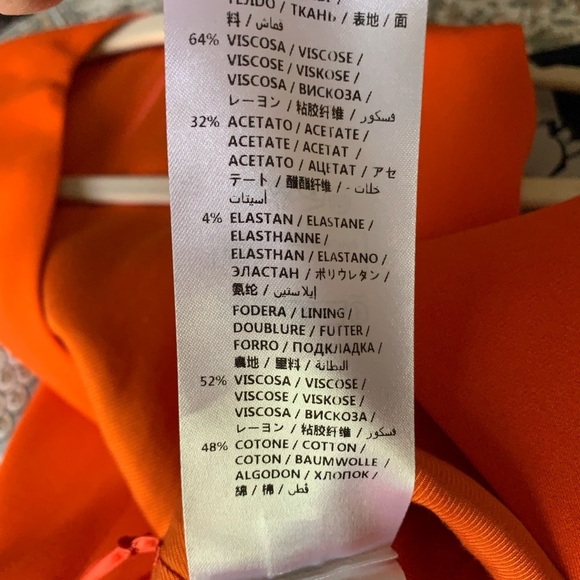 TEJIDO / ТКАНЬ / 表地 / 面
料 / قماش /
64% VISCOSA / VISCOSE /
VISCOSE / VISKOSE /
VISCOSA / ВИСКОЗА /
レーヨン / 粘胶纤维 / فسكور /
32% ACETATO / ACETATE /
ACETATE / ACETAT /
ACETATO / АЦЕТАТ / アセ
テート / 醋酯纤维 / - خلات
أسيتات
4% ELASTAN / ELASTANE /
ELASTHANNE /
ELASTHAN / ELASTANO /
ЭЛАСТАН / ポリウレタン /
氨纶 / إيلاستين /
FODERA / LINING /
DOUBLURE / FUTTER /
FORRO / ПОДКЛАДКА /
裏地 / 里料 / البطانة /
52% VISCOSA / VISCOSE /
VISCOSE / VISKOSE /
VISCOSA / ВИСКОЗА /
レーヨン / 粘胶纤维 / فسكور /
48% COTONE / COTTON /
COTON / BAUMWOLLE /
ALGODON / ХЛОПОК /
綿 / 棉 / قطن /